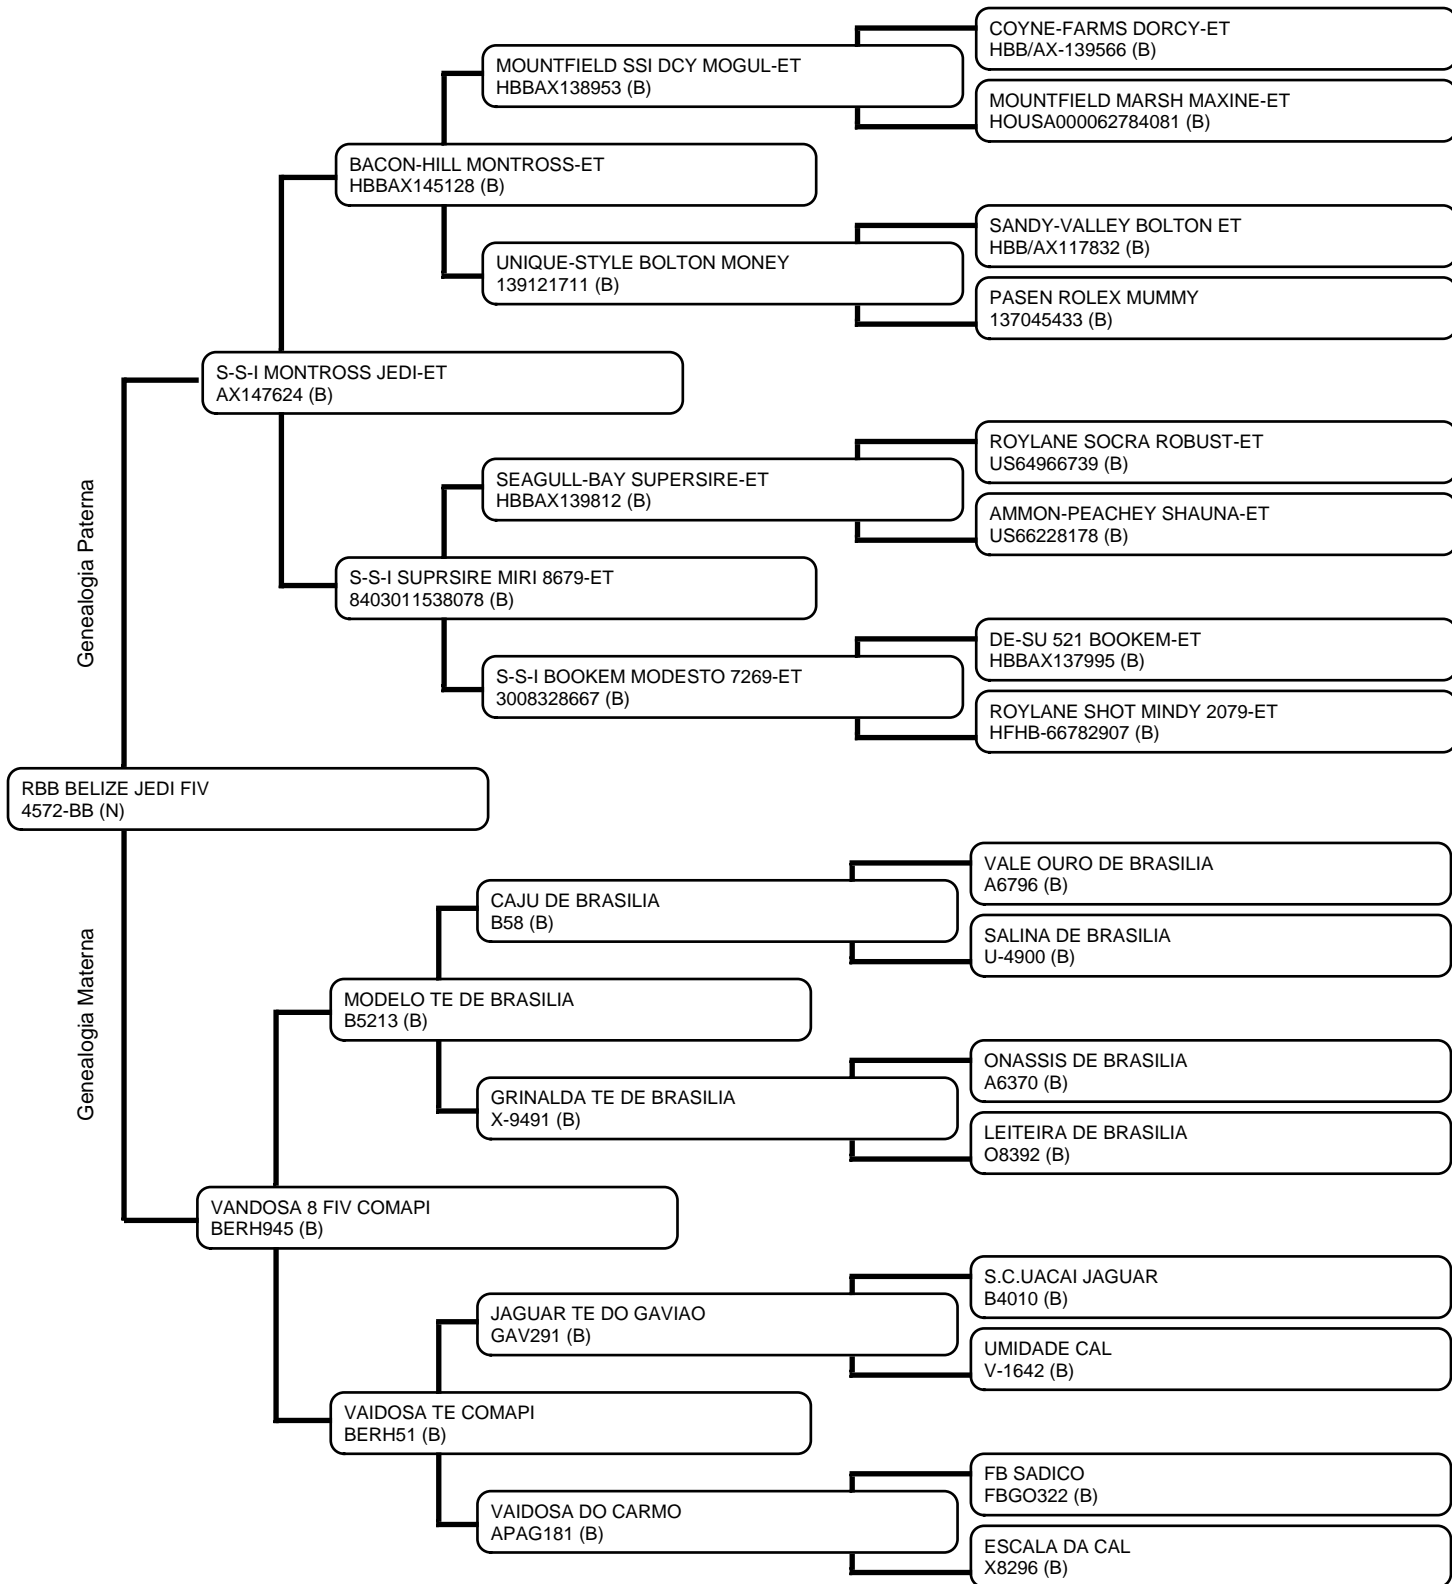 COYNE-FARMS DORCY-ET
HBB/AX-139566 (B)
MOUNTFIELD SSI DCY MOGUL-ET
HBBAX138953 (B)
MOUNTFIELD MARSH MAXINE-ET
HOUSA000062784081 (B)
BACON-HILL MONTROSS-ET
HBBAX145128 (B)
SANDY-VALLEY BOLTON ET
HBB/AX117832 (B)
UNIQUE-STYLE BOLTON MONEY
139121711 (B)
PASEN ROLEX MUMMY
137045433 (B)
S-S-I MONTROSS JEDI-ET
AX147624 (B)
ROYLANE SOCRA ROBUST-ET
US64966739 (B)
SEAGULL-BAY SUPERSIRE-ET
HBBAX139812 (B)
AMMON-PEACHEY SHAUNA-ET
US66228178 (B)
Genealogia Paterna
S-S-I SUPRSIRE MIRI 8679-ET
8403011538078 (B)
DE-SU 521 BOOKEM-ET
HBBAX137995 (B)
S-S-I BOOKEM MODESTO 7269-ET
3008328667 (B)
ROYLANE SHOT MINDY 2079-ET
HFHB-66782907 (B)
RBB BELIZE JEDI FIV
4572-BB (N)
VALE OURO DE BRASILIA
A6796 (B)
CAJU DE BRASILIA
B58 (B)
SALINA DE BRASILIA
U-4900 (B)
Genealogia Materna
MODELO TE DE BRASILIA
B5213 (B)
ONASSIS DE BRASILIA
A6370 (B)
GRINALDA TE DE BRASILIA
X-9491 (B)
LEITEIRA DE BRASILIA
O8392 (B)
VANDOSA 8 FIV COMAPI
BERH945 (B)
S.C.UACAI JAGUAR
B4010 (B)
JAGUAR TE DO GAVIAO
GAV291 (B)
UMIDADE CAL
V-1642 (B)
VAIDOSA TE COMAPI
BERH51 (B)
FB SADICO
FBGO322 (B)
VAIDOSA DO CARMO
APAG181 (B)
ESCALA DA CAL
X8296 (B)